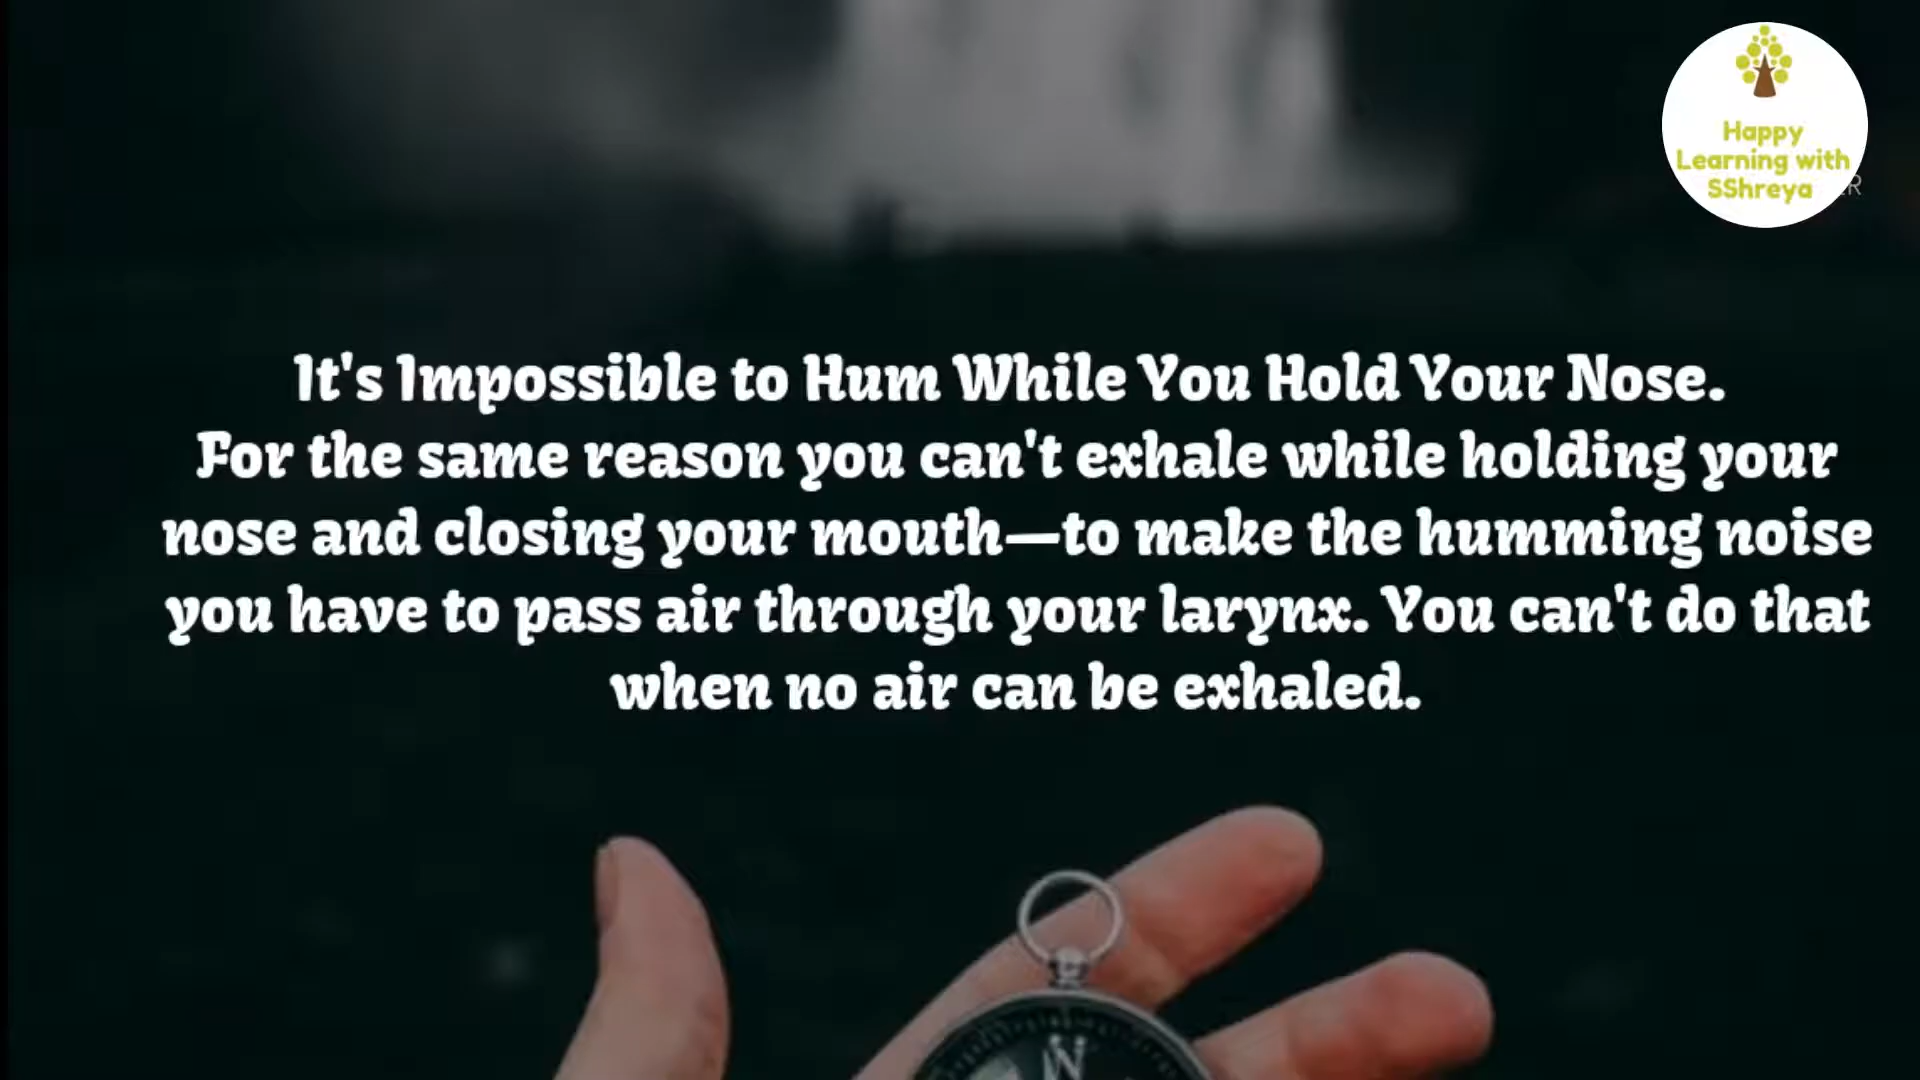 Happy
Learning with
SShreya
It's Impossible to Hum While You Hold Your Nose.
For the same reason you can't exhale while holding your
nose and closing your mouth—to make the humming noise
you have to pass air through your larynx. You can't do that
when no air can be exhaled.
N